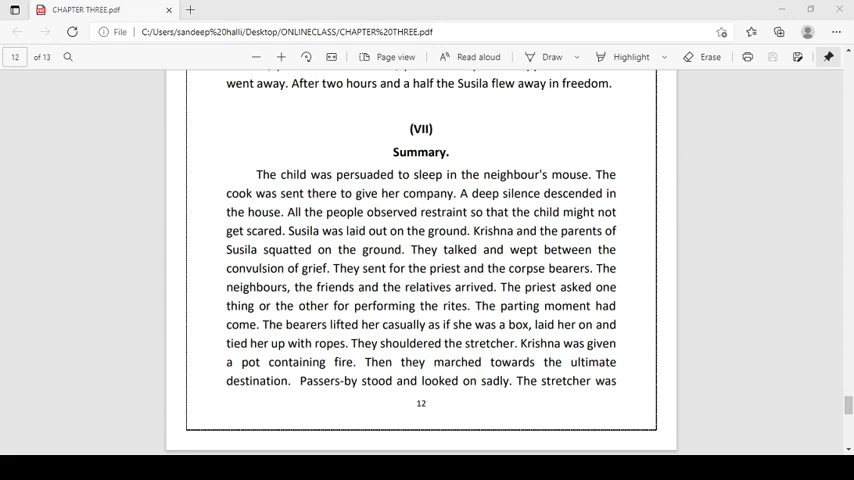 CHAPTER THREE.pdf
File
C:/Users/sandeep%20halli/Desktop/ONLINECLASS/CHAPTER%20THREE.pdf
12 of 13
Page view
Read aloud
Draw
Highlight
Erase
went away. After two hours and a half the Susila flew away in freedom.
(VII)
Summary.
The child was persuaded to sleep in the neighbour's mouse. The
cook was sent there to give her company. A deep silence descended in
the house. All the people observed restraint so that the child might not
get scared. Susila was laid out on the ground. Krishna and the parents of
Susila squatted on the ground. They talked and wept between the
convulsion of grief. They sent for the priest and the corpse bearers. The
neighbours, the friends and the relatives arrived. The priest asked one
thing or the other for performing the rites. The parting moment had
come. The bearers lifted her casually as if she was a box, laid her on and
tied her up with ropes. They shouldered the stretcher. Krishna was given
a pot containing fire. Then they marched towards the ultimate
destination. Passers-by stood and looked on sadly. The stretcher was
12